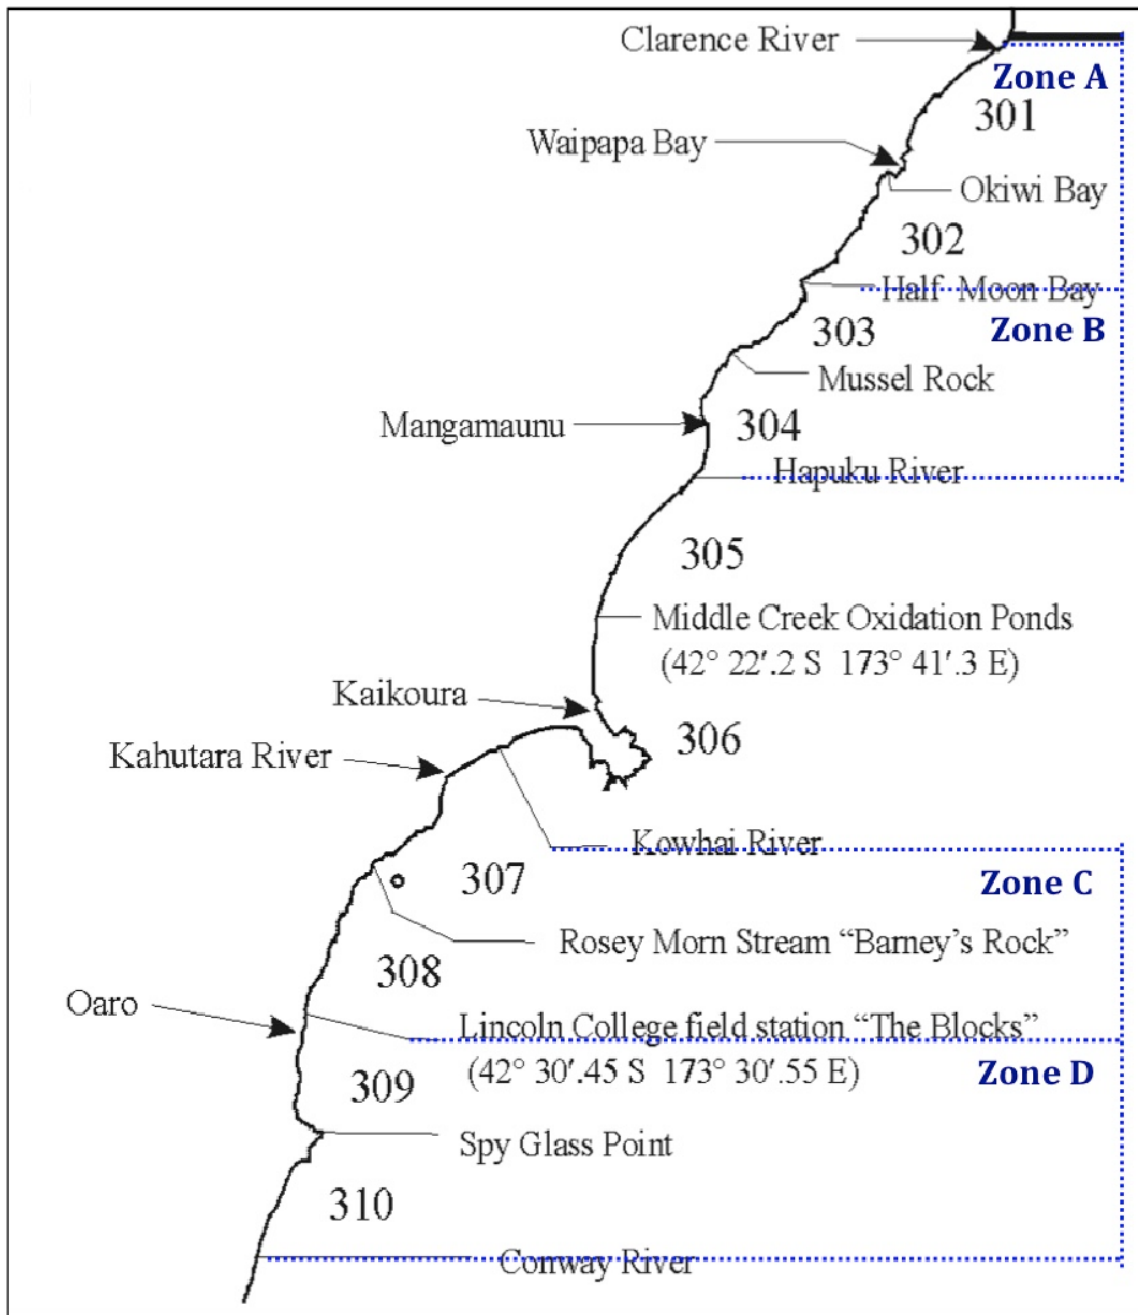 Clarence River
Zone A
301
Waipapa Bay
Okiwi Bay
302
Half Moon Bay
303
Zone B
Mussel Rock
Mangamaunu
304
Hapuku River
305
Middle Creek Oxidation Ponds
(42° 22'.2 S 173° 41'.3 E)
Kaikoura
306
Kahutara River
Kowhai River
307
Zone C
Rosey Morn Stream “Barney’s Rock”
308
Oaro
Lincoln College field station “The Blocks”
(42° 30'.45 S 173° 30'.55 E)
Zone D
309
Spy Glass Point
310
Conway River